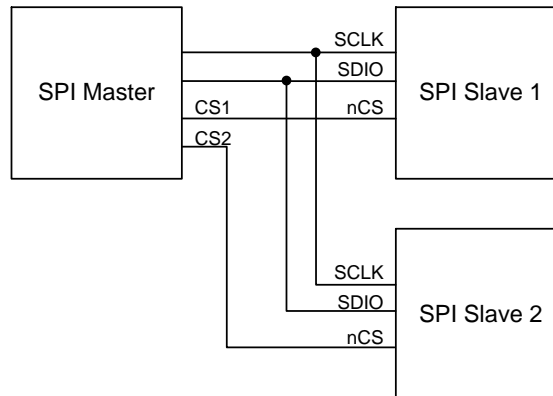 SCLK
SDIO
SPI Master
SPI Slave 1
CS1
nCS
CS2
SCLK
SDIO
SPI Slave 2
nCS